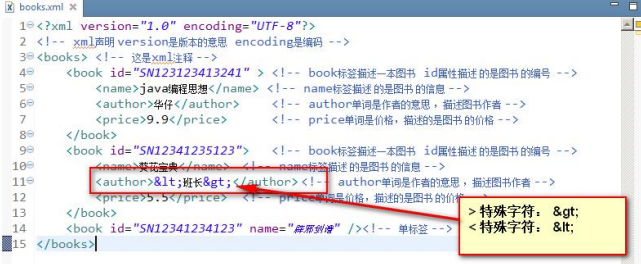 books.xml
1 <?xml version="1.0" encoding="UTF-8"?>
2 <!-- xml声明 version是版本的意思 encoding是编码 -->
3 <books> <!-- 这是xml注释 -->
4 <book id="SN123123413241" > <!-- book标签描述一本图书 id属性描述的是图书的编号 -->
5 <name>java编程思想</name> <!-- name标签描述的是图书的信息 -->
6 <author>华仔</author> <!-- author单词是作者的意思 ，描述图书作者 -->
7 <price>9.9</price> <!-- price单词是价格，描述的是图书的价格 -->
8 </book>
9 <book id="SN12341235123"> <!-- book标签描述一本图书 id属性描述的是图书的编号 -->
10 <name>葵花宝典</name> <!-- name标签描述的是图书的信息 -->
11 <author>&lt;班长&gt;</author> <!-- author单词是作者的意思，描述图书作者 -->
12 <price>5.5</price> <!-- price单词是价格，描述的是图书的价格 -->
13 </book>
14 <book id="SN12341234123" name="辟邪剑谱" /><!-- 单标签 -->
15 </books>
> 特殊字符： &gt;
< 特殊字符： &lt;